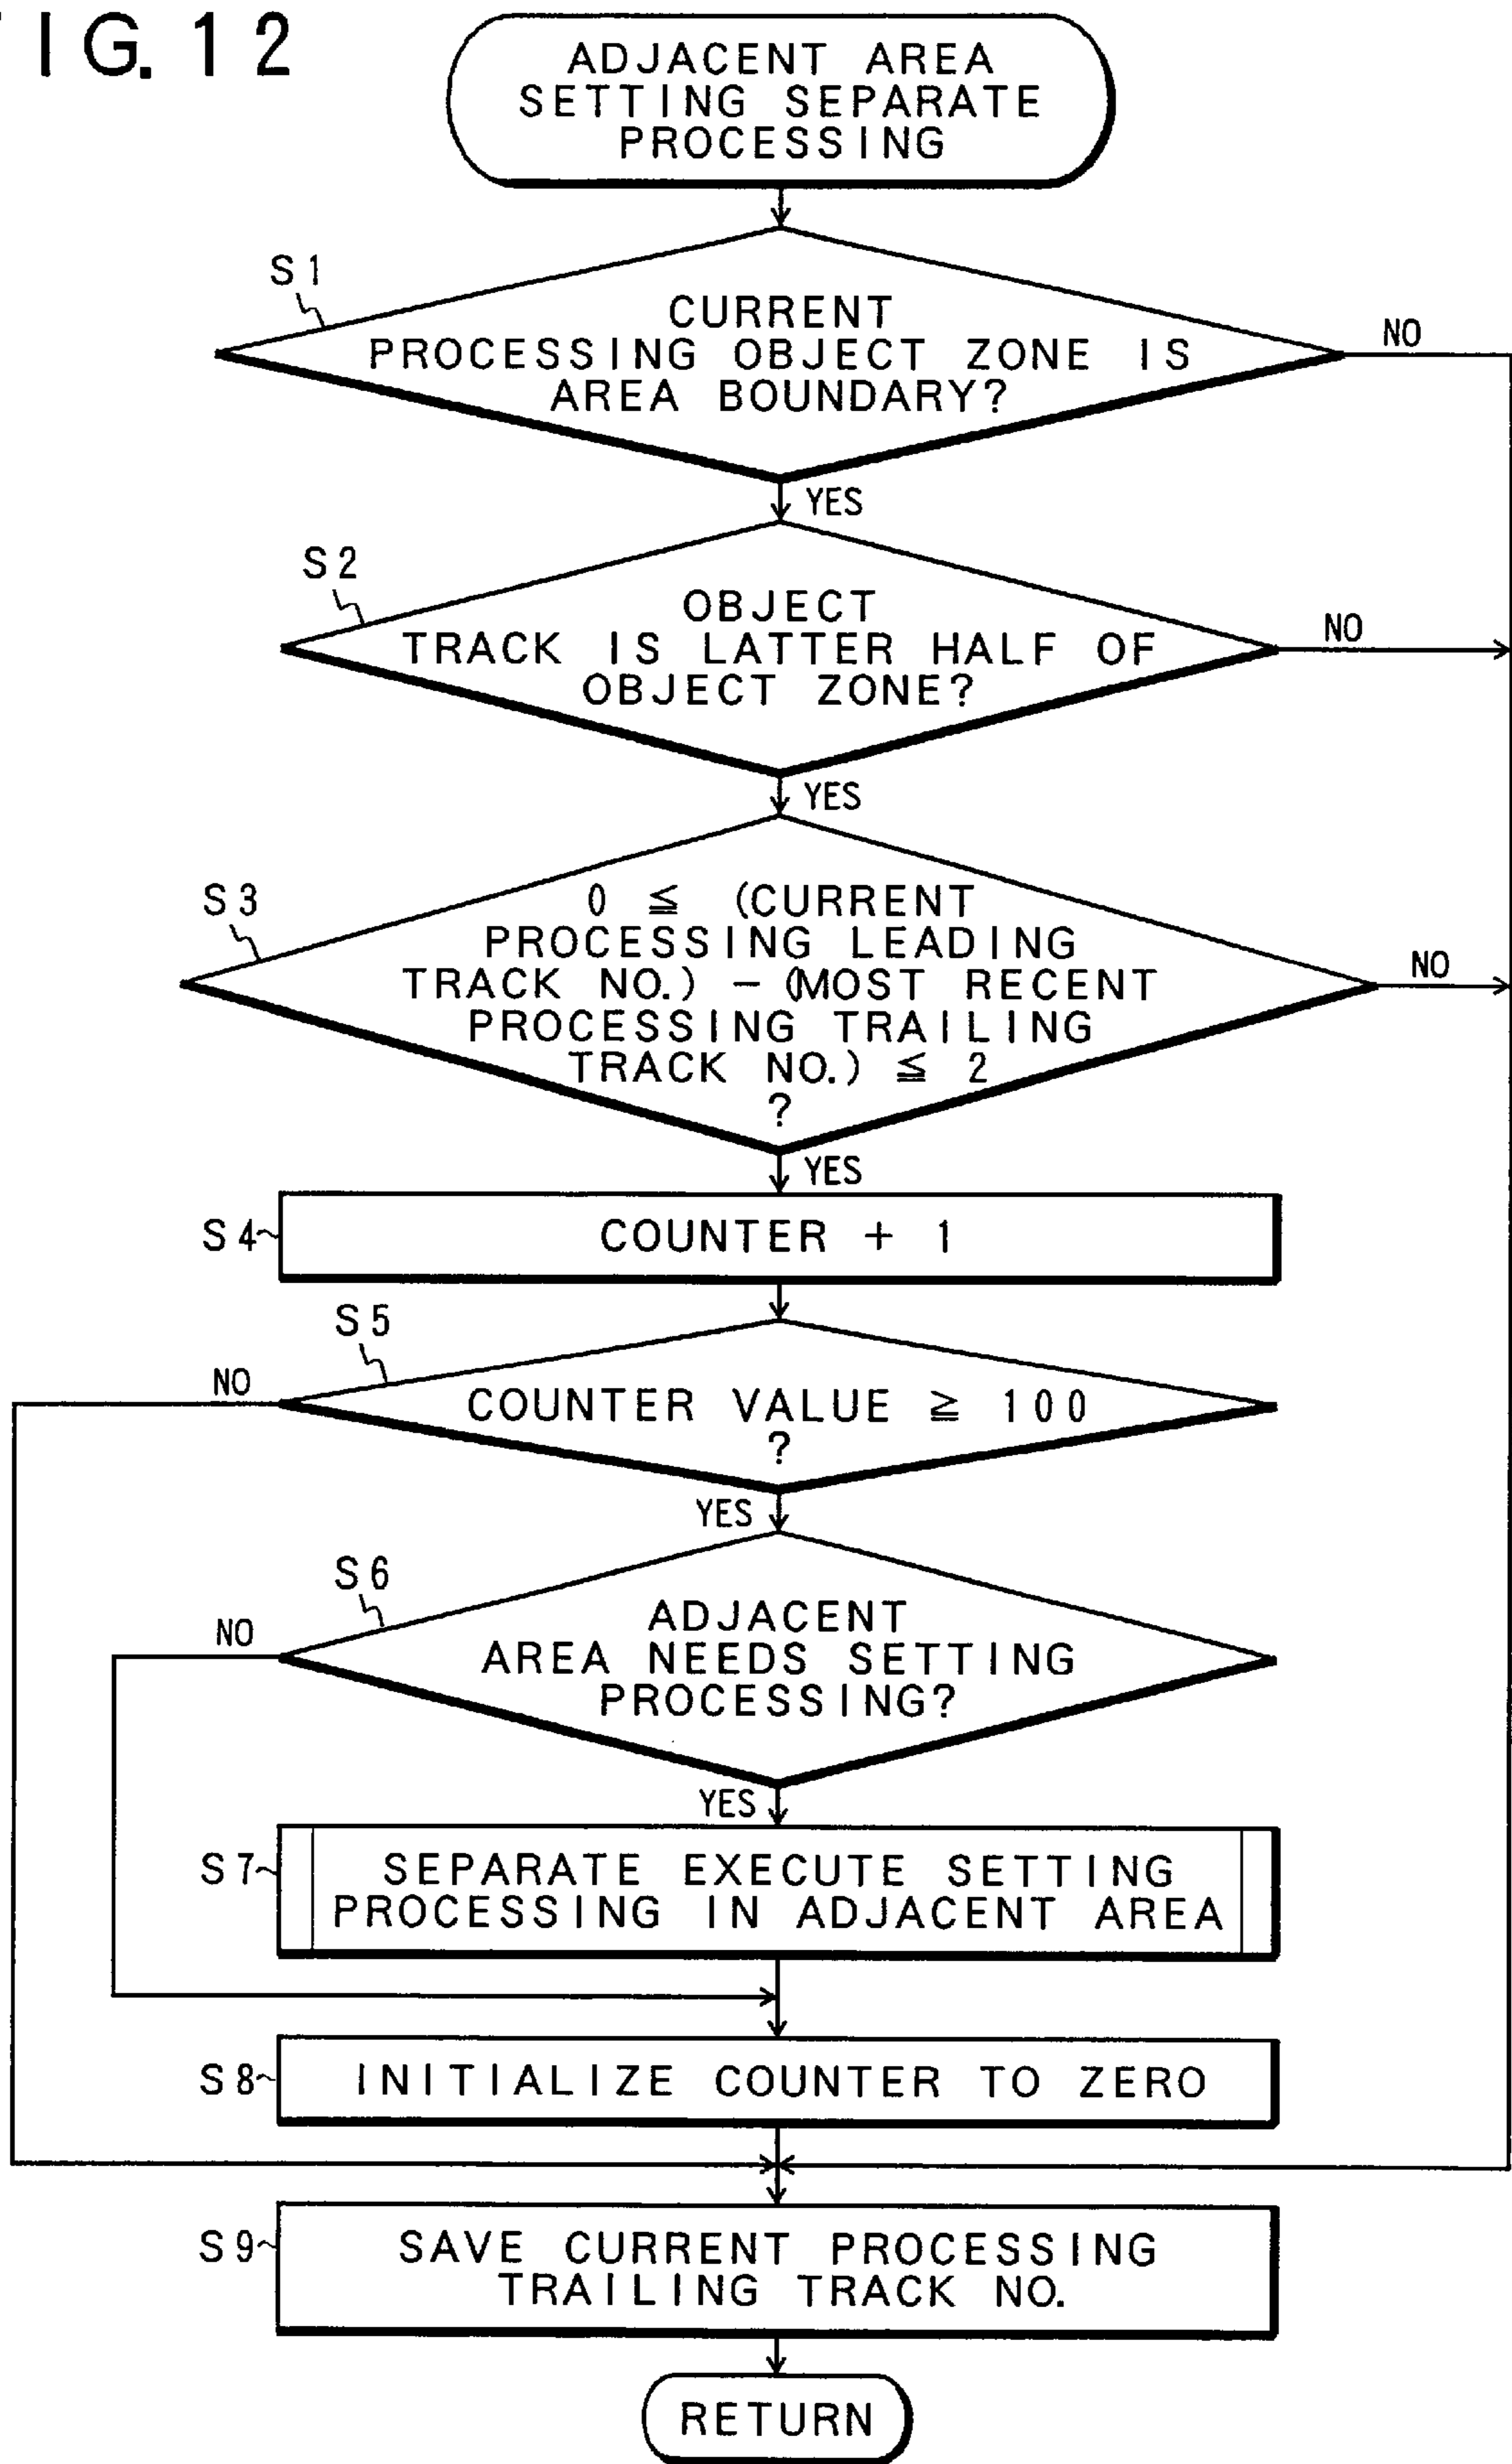 FIG. 12
ADJACENT AREA
SETTING SEPARATE
PROCESSING
S1
CURRENT
PROCESSING OBJECT ZONE IS
AREA BOUNDARY?
NO
YES
S2
OBJECT
TRACK IS LATTER HALF OF
OBJECT ZONE?
NO
YES
S3
0 ≦ (CURRENT
PROCESSING LEADING
TRACK NO.) - (MOST RECENT
PROCESSING TRAILING
TRACK NO.) ≦ 2
?
NO
YES
S4
COUNTER + 1
S5
NO
COUNTER VALUE ≧ 100
?
YES
S6
NO
ADJACENT
AREA NEEDS SETTING
PROCESSING?
YES
S7
SEPARATE EXECUTE SETTING
PROCESSING IN ADJACENT AREA
S8
INITIALIZE COUNTER TO ZERO
S9
SAVE CURRENT PROCESSING
TRAILING TRACK NO.
RETURN